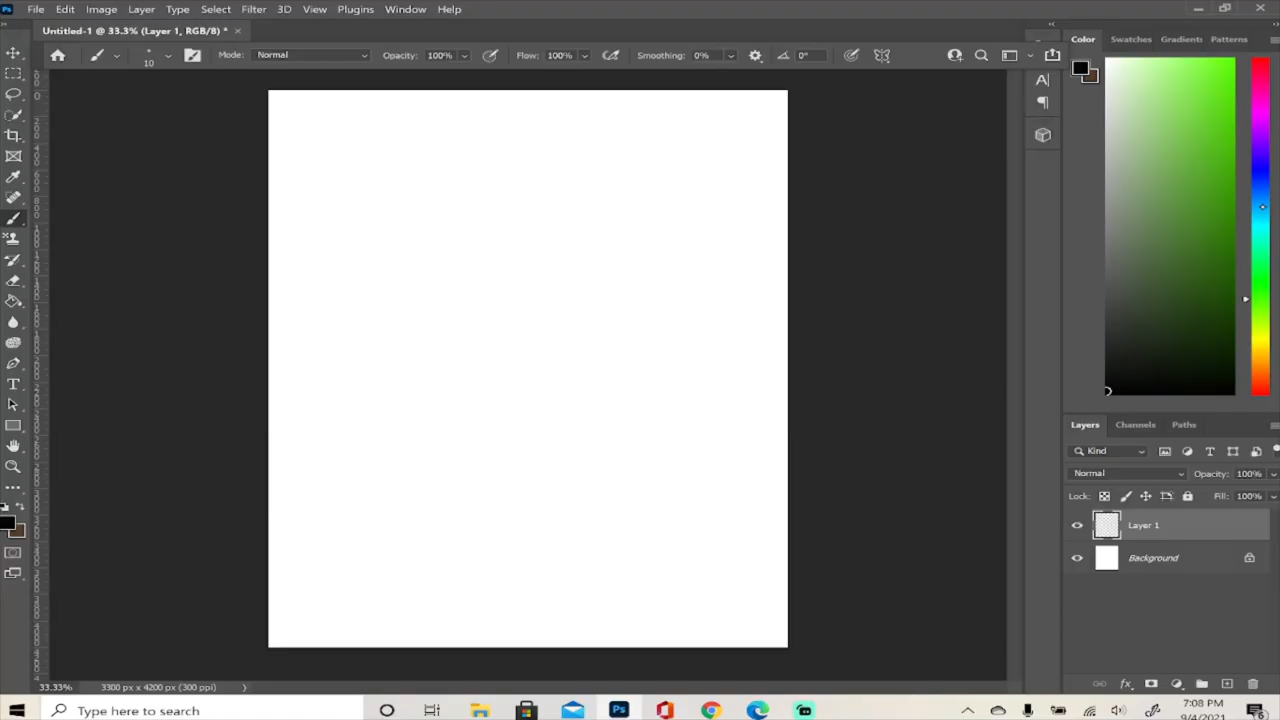 Ps File Edit Image Layer Type Select Filter 3D View Plugins Window Help
Untitled-1 @ 33.3% (Layer 1, RGB/8) * ×
10 Mode: Normal Opacity: 100% Flow: 100% Smoothing: 0% 0°
Color Swatches Gradients Patterns
Layers Channels Paths
Kind
Normal Opacity: 100%
Lock: Fill: 100%
Layer 1
Background
33.33% 3300 px x 4200 px (300 ppi)
Type here to search
Ps
7:08 PM
9/4/2021